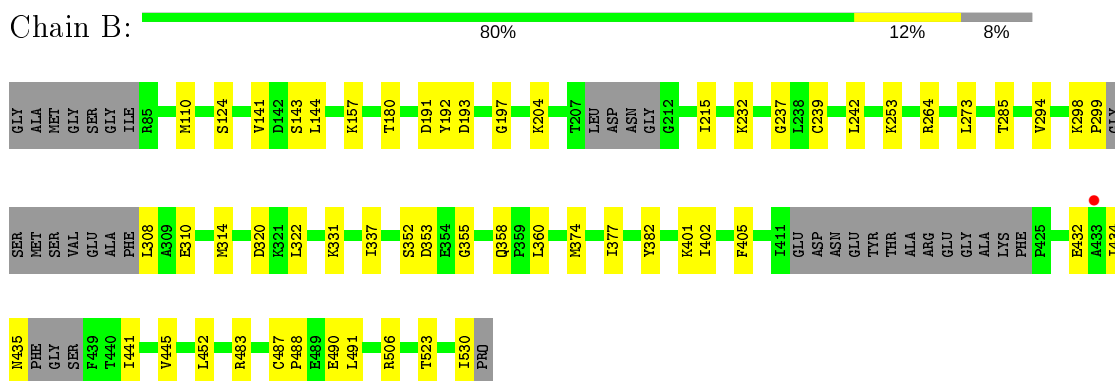 Chain B:
80% 12% 8%
GLY ALA MET GLY SER GLY ILE R85 M110 S124 V141 D142 S143 L144 K157 T180 D191 Y192 D193 G197 K204 T207 LEU ASP ASN GLY G212 I215 K232 G237 L238 C239 L242 K253 R264 L273 T285 V294 K298 P299 GLY
SER MET SER VAL GLU ALA PHE L308 A309 E310 M314 D320 K321 L322 K331 I337 S352 D353 E354 G355 Q358 P359 L360 M374 I377 Y382 K401 I402 F405 I411 GLU ASP ASN GLU TYR THR ALA ARG GLU GLY ALA LYS PHE P425 E432 A433 I434
N435 PHE GLY SER F439 T440 I441 V445 L452 R483 C487 P488 E489 E490 L491 R506 T523 I530 PRO